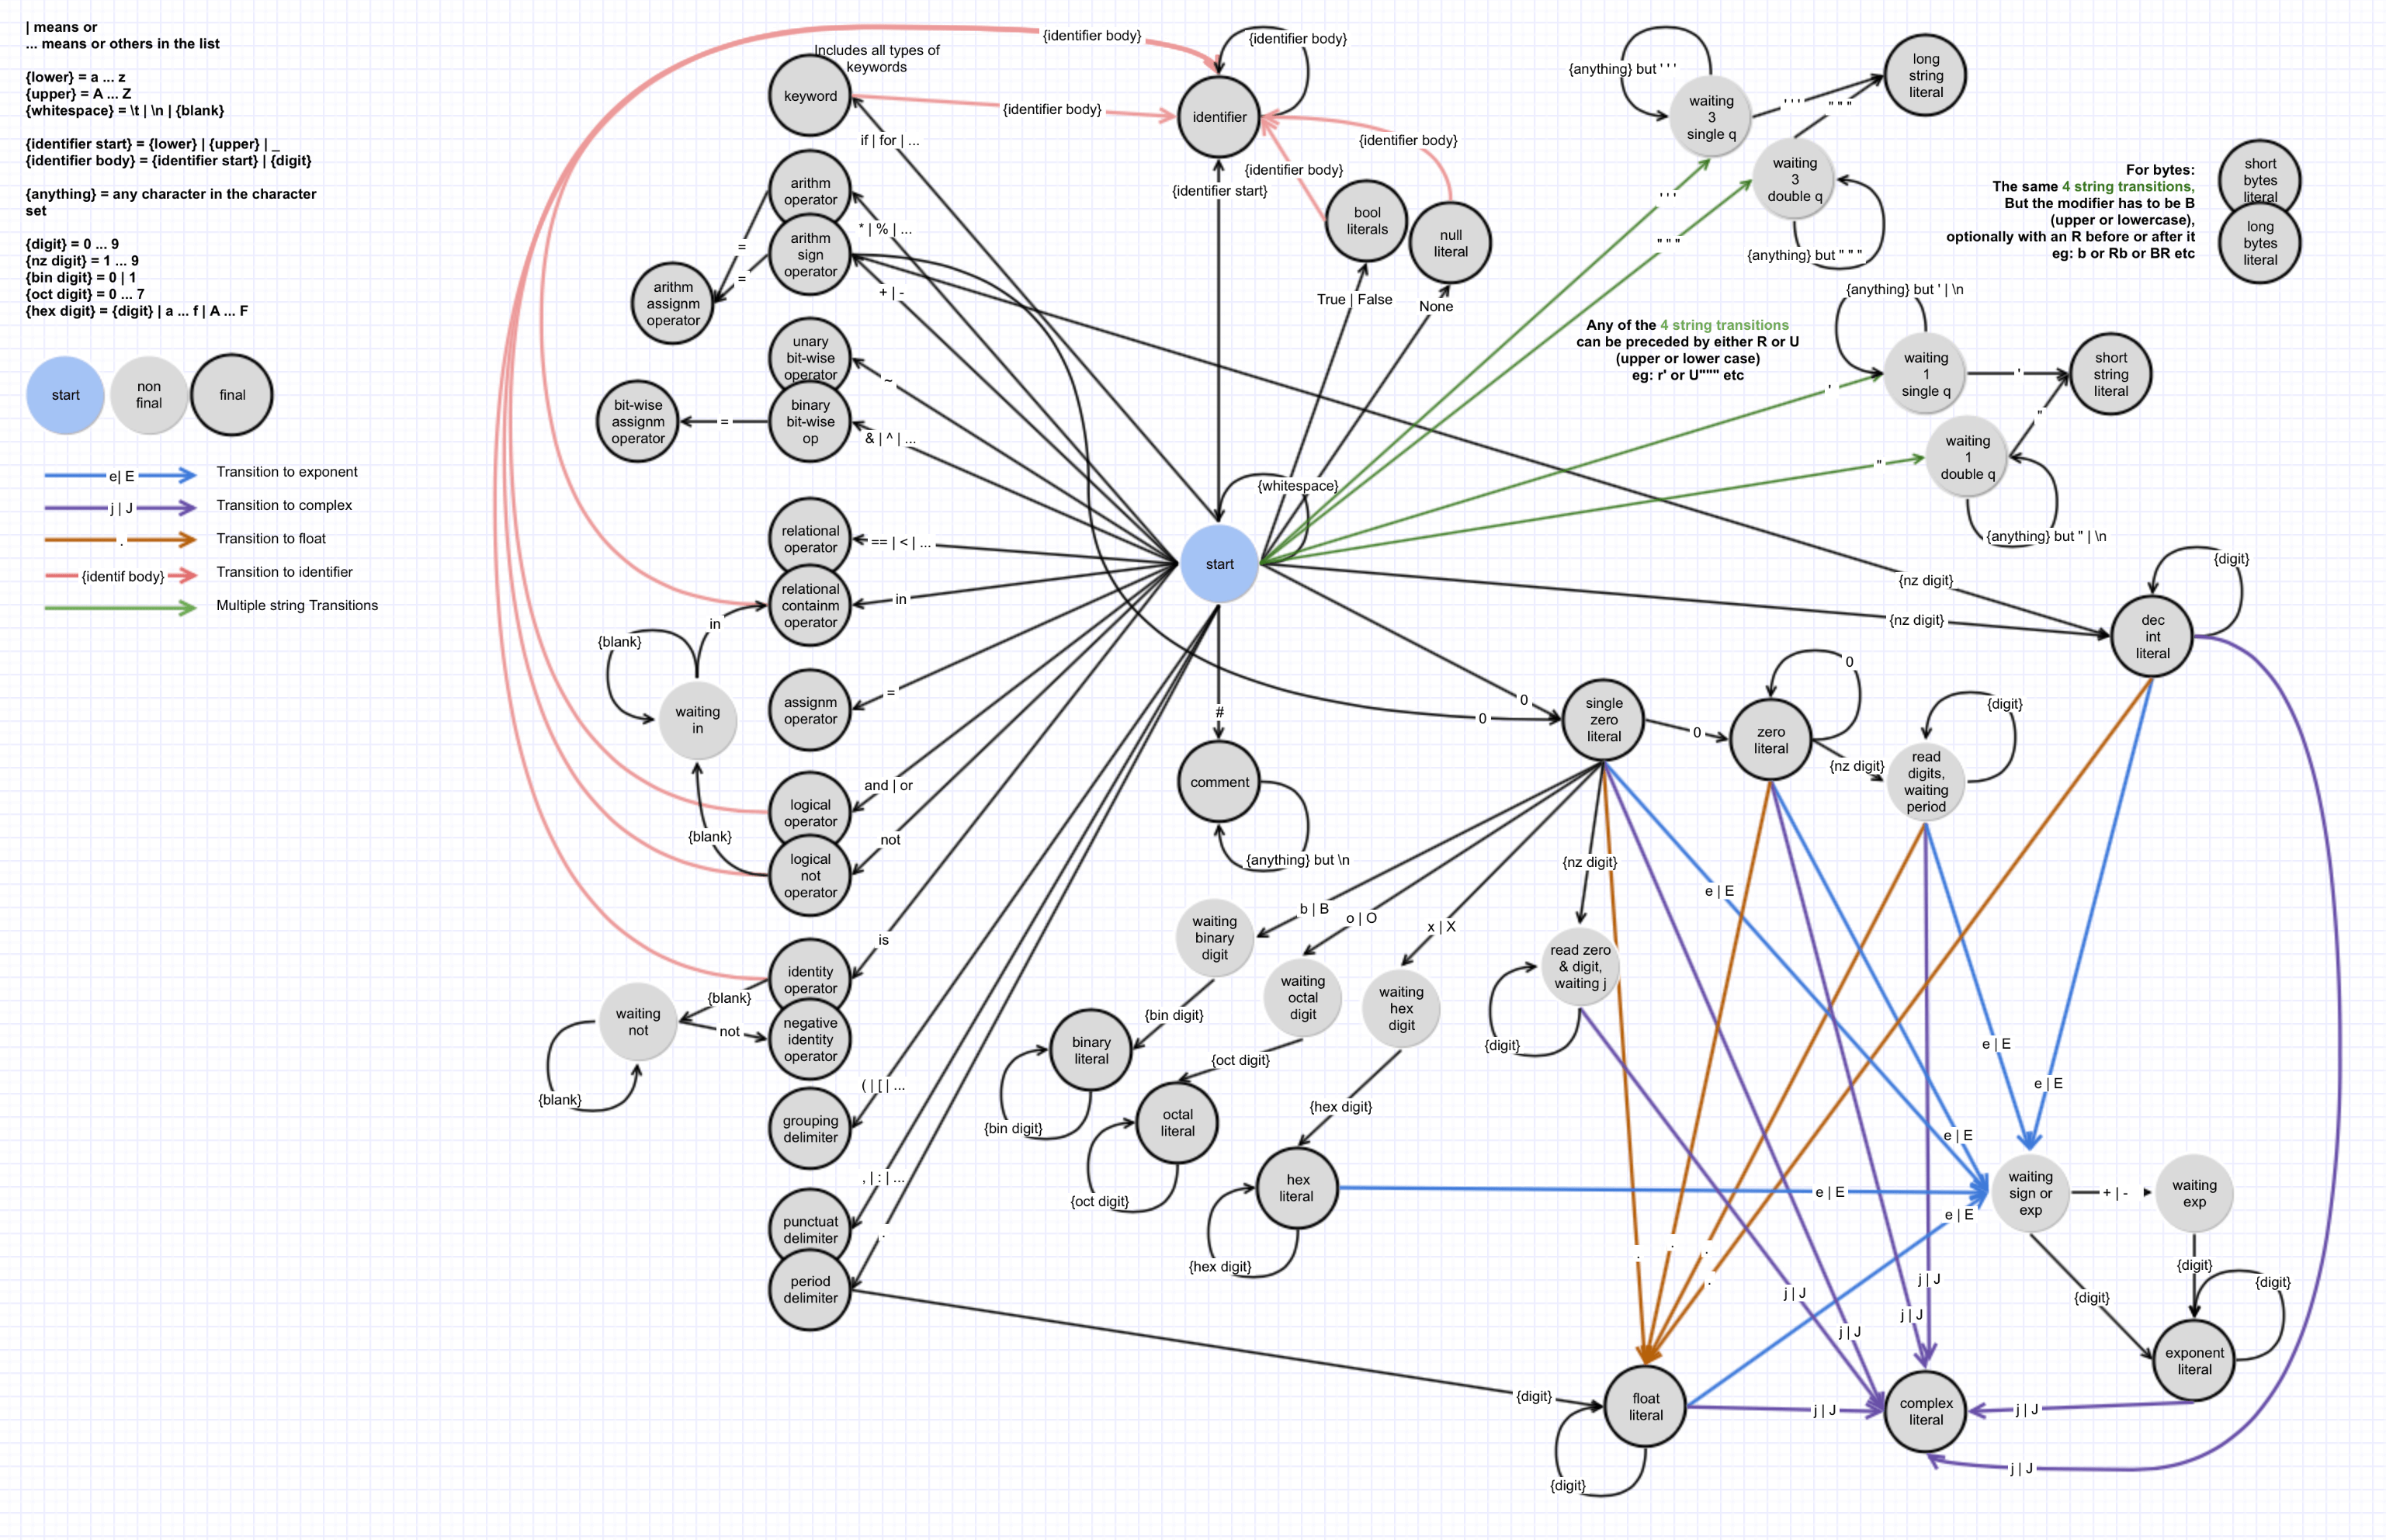 | means or
... means or others in the list
{lower} = a ... z
{upper} = A ... Z
{whitespace} = \t | \n | {blank}
{identifier start} = {lower} | {upper} | _
{identifier body} = {identifier start} | {digit}
{anything} = any character in the character
set
{digit} = 0 ... 9
{nz digit} = 1 ... 9
{bin digit} = 0 | 1
{oct digit} = 0 ... 7
{hex digit} = {digit} | a ... f | A ... F
start
non
final
final
e| E
Transition to exponent
j | J
Transition to complex
.
Transition to float
{identif body}
Transition to identifier
Multiple string Transitions
Includes all types of
keywords
keyword
{identifier body}
{identifier body}
{identifier body}
identifier
if | for | ...
{identifier start}
{identifier body}
{identifier body}
arithm
operator
* | % | ...
=
arithm
sign
operator
=
+ | -
arithm
assignm
operator
bool
literals
null
literal
True | False
None
unary
bit-wise
operator
~
binary
bit-wise
op
& | ^ | ...
=
bit-wise
assignm
operator
{whitespace}
start
relational
operator
== | < | ...
relational
containm
operator
in
in
{blank}
waiting
in
{blank}
assignm
operator
=
logical
operator
and | or
logical
not
operator
not
identity
operator
is
{blank}
waiting
not
not
{blank}
negative
identity
operator
grouping
delimiter
( | [ | ...
punctuat
delimiter
, | : | ...
period
delimiter
.
{digit}
#
comment
{anything} but \n
{anything} but ' ' '
waiting
3
single q
' ' '
long
string
literal
" " "
waiting
3
double q
{anything} but " " "
' ' '
" " "
For bytes:
The same 4 string transitions,
But the modifier has to be B
(upper or lowercase),
optionally with an R before or after it
eg: b or Rb or BR etc
short
bytes
literal
long
bytes
literal
Any of the 4 string transitions
can be preceded by either R or U
(upper or lower case)
eg: r' or U""" etc
{anything} but ' | \n
waiting
1
single q
'
short
string
literal
'
"
waiting
1
double q
"
{anything} but " | \n
{nz digit}
{nz digit}
dec
int
literal
{digit}
0
0
single
zero
literal
0
zero
literal
0
{nz digit}
read
digits,
waiting
period
{digit}
{nz digit}
b | B
o | O
x | X
waiting
binary
digit
waiting
octal
digit
waiting
hex
digit
read zero
& digit,
waiting j
{digit}
{bin digit}
binary
literal
{bin digit}
{oct digit}
octal
literal
{oct digit}
{hex digit}
hex
literal
{hex digit}
e | E
e | E
e | E
e | E
e | E
e | E
waiting
sign or
exp
+ | -
waiting
exp
{digit}
{digit}
{digit}
exponent
literal
.
.
.
.
j | J
j | J
j | J
j | J
j | J
j | J
j | J
float
literal
{digit}
complex
literal